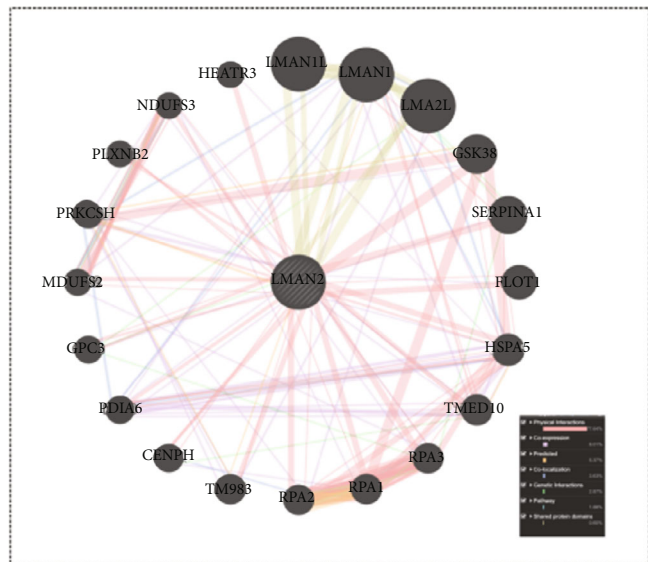 LMAN1L
LMAN1
HEATR3
LMA2L
NDUFS3
GSK38
PLXNB2
PRKCSH
SERPINA1
LMAN2
MDUFS2
FLOT1
GPC3
HSPA5
PDIA6
TMED10
CENPH
RPA3
TM983
RPA2
RPA1
Physical Interactions
Co-expression
Predicted
Co-localization
Genetic Interactions
Pathway
Shared protein domains